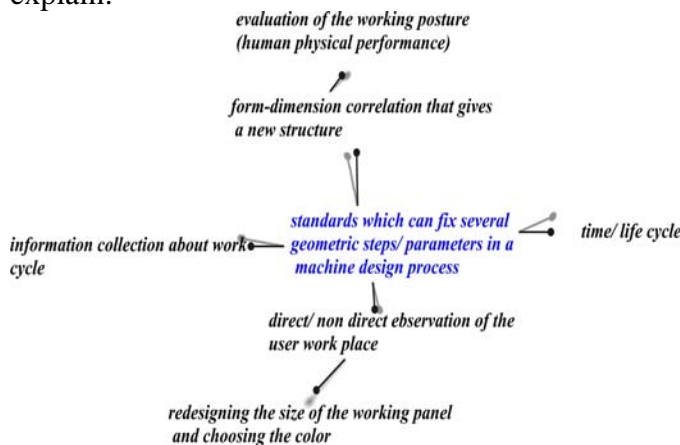 explain:
evaluation of the working posture
(human physical performance)
form-dimension correlation that gives
a new structure
standards which can fix several
geometric steps/ parameters in a
machine design process
time/ life cycle
information collection about work
cycle
direct/ non direct ebservation of the
user work place
redesigning the size of the working panel
and choosing the color